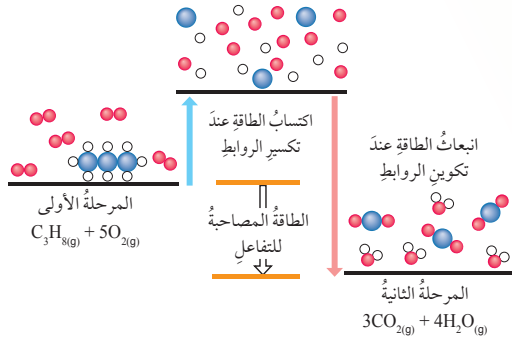 اكتسابُ الطاقةِ عندَ
تكسيرِ الروابطِ
انبعاثُ الطاقةِ عندَ
تكوينِ الروابطِ
المرحلةُ الأولى
C₃H₈(g) + 5O₂(g)
الطاقةُ المصاحبةُ
للتفاعلِ
المرحلةُ الثانيةُ
3CO₂(g) + 4H₂O(g)